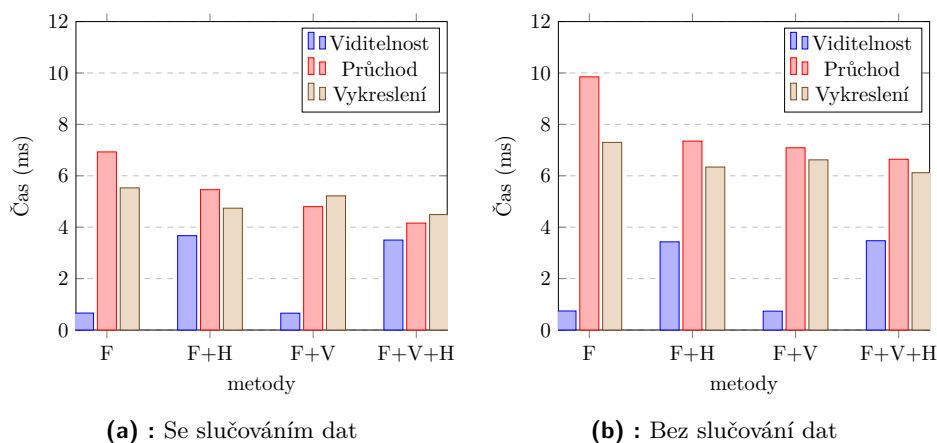 12
10
8
6
4
2
0
Čas (ms)
Viditelnost
Průchod
Vykreslení
F
F+H
F+V
F+V+H
metody
(a) : Se slučováním dat
12
10
8
6
4
2
0
Čas (ms)
Viditelnost
Průchod
Vykreslení
F
F+H
F+V
F+V+H
metody
(b) : Bez slučování dat